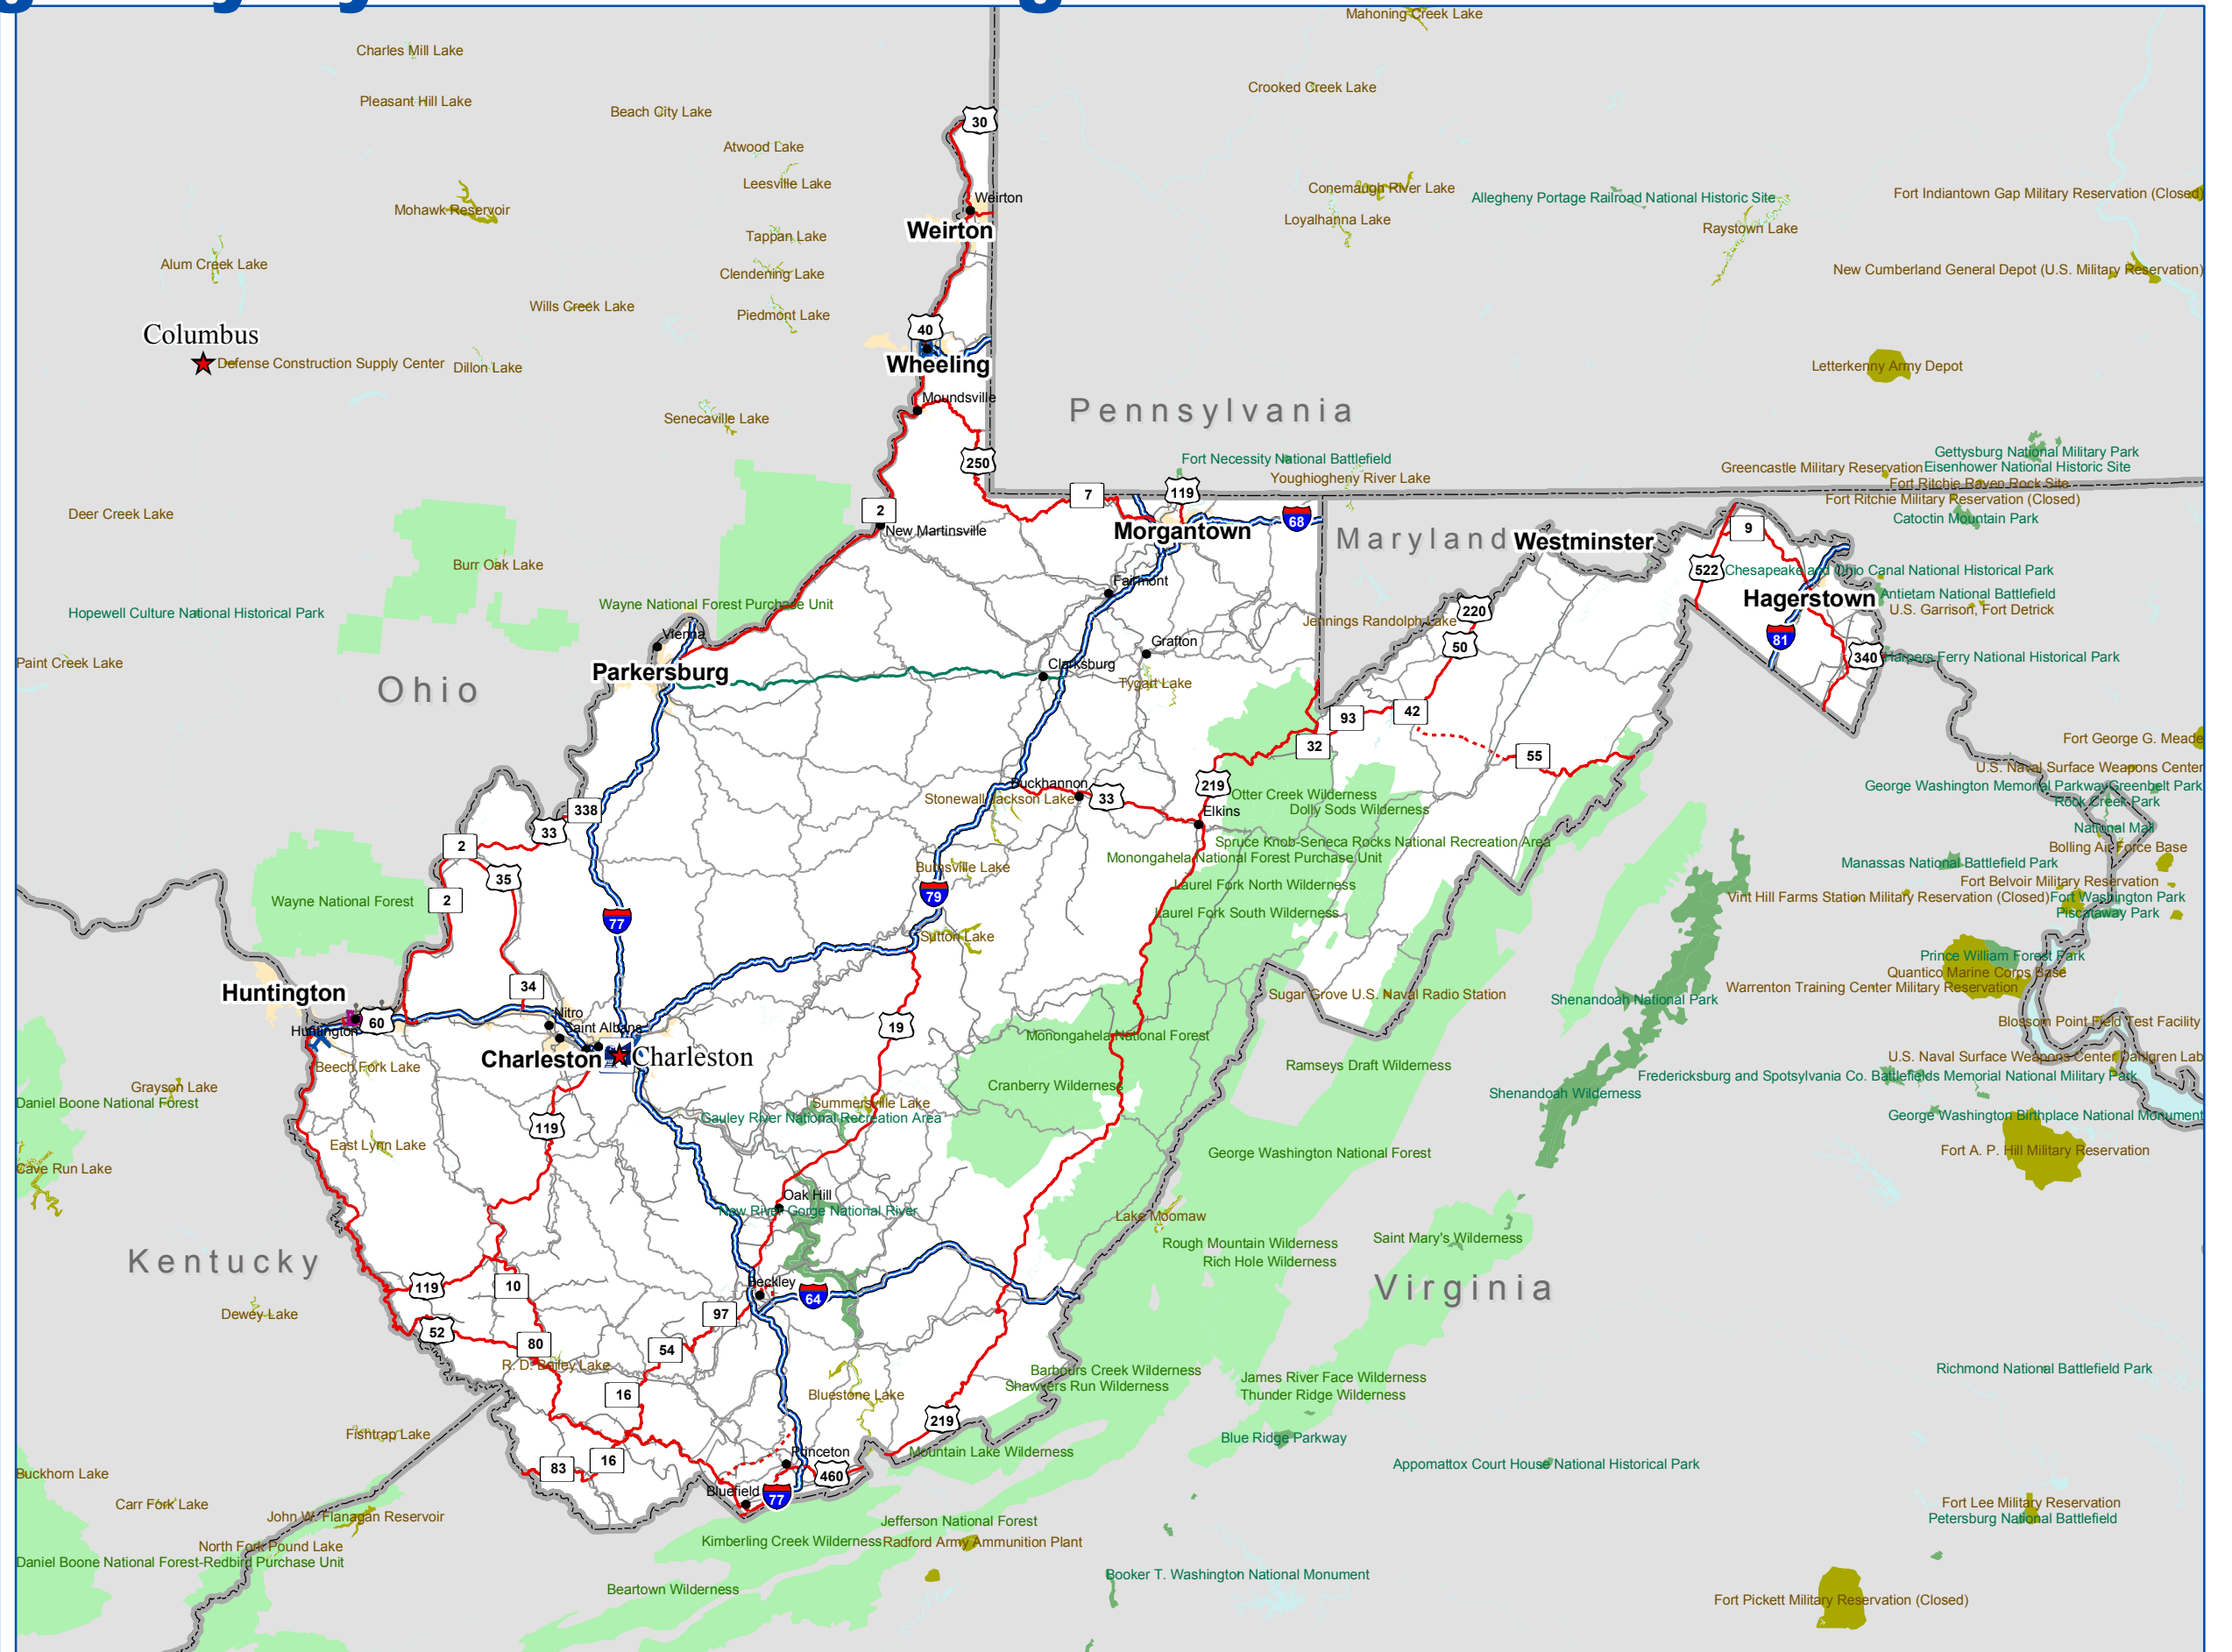 Mahoning Creek Lake
Charles Mill Lake
Crooked Creek Lake
Pleasant Hill Lake
Beach City Lake
30
Atwood Lake
Leesville Lake
Conemaugh River Lake
Allegheny Portage Railroad National Historic Site
Fort Indiantown Gap Military Reservation (Closed)
Weirton
Mohawk Reservoir
Loyalhanna Lake
Raystown Lake
Weirton
Tappan Lake
Alum Creek Lake
Clendening Lake
New Cumberland General Depot (U.S. Military Reservation)
Wills Creek Lake
Piedmont Lake
40
Columbus
Defense Construction Supply Center
Dillon Lake
Wheeling
Letterkenny Army Depot
Moundsville
Pennsylvania
Senecaville Lake
Gettysburg National Military Park
250
Fort Necessity National Battlefield
Greencastle Military Reservation
Eisenhower National Historic Site
Youghiogheny River Lake
Fort Ritchie Raven Rock Site
7
119
Fort Ritchie Military Reservation (Closed)
Deer Creek Lake
2
68
Catoctin Mountain Park
New Martinsville
Morgantown
Maryland
Westminster
9
Burr Oak Lake
522
Chesapeake and Ohio Canal National Historical Park
Fairmont
Antietam National Battlefield
Hopewell Culture National Historical Park
Wayne National Forest Purchase Unit
220
Hagerstown
U.S. Garrison, Fort Detrick
Jennings Randolph Lake
Vienna
Grafton
50
81
Paint Creek Lake
Parkersburg
Clarksburg
340
Harpers Ferry National Historical Park
Ohio
Tygart Lake
93
42
32
55
Fort George G. Meade
U.S. Naval Surface Weapons Center
Buckhannon
219
George Washington Memorial Parkway
Greenbelt Park
338
Stonewall Jackson Lake
33
Otter Creek Wilderness
Rock Creek Park
Dolly Sods Wilderness
Elkins
33
National Mall
2
Spruce Knob-Seneca Rocks National Recreation Area
Bolling Air Force Base
Monongahela National Forest Purchase Unit
Manassas National Battlefield Park
35
Burnsville Lake
Laurel Fork North Wilderness
Fort Belvoir Military Reservation
Wayne National Forest
2
79
Vint Hill Farms Station Military Reservation (Closed)
Fort Washington Park
77
Laurel Fork South Wilderness
Piscataway Park
Sutton Lake
Prince William Forest Park
Quantico Marine Corps Base
34
Huntington
Sugar Grove U.S. Naval Radio Station
Shenandoah National Park
Warrenton Training Center Military Reservation
Nitro
60
19
Blossom Point Field Test Facility
Huntington
Saint Albans
Monongahela National Forest
Charleston
Charleston
U.S. Naval Surface Weapons Center Dahlgren Lab
Beech Fork Lake
Ramseys Draft Wilderness
Fredericksburg and Spotsylvania Co. Battlefields Memorial National Military Park
Grayson Lake
Cranberry Wilderness
Shenandoah Wilderness
Daniel Boone National Forest
Summersville Lake
Gauley River National Recreation Area
George Washington Birthplace National Monument
119
East Lynn Lake
George Washington National Forest
Fort A. P. Hill Military Reservation
Cave Run Lake
Oak Hill
New River Gorge National River
Lake Moomaw
Saint Mary's Wilderness
Kentucky
Rough Mountain Wilderness
Rich Hole Wilderness
Beckley
119
10
64
Virginia
Dewey Lake
97
52
80
54
R. D. Bailey Lake
Barbours Creek Wilderness
Richmond National Battlefield Park
Shawvers Run Wilderness
James River Face Wilderness
16
Bluestone Lake
Thunder Ridge Wilderness
219
Fishtrap Lake
Blue Ridge Parkway
Princeton
Mountain Lake Wilderness
83
16
460
Appomattox Court House National Historical Park
Buckhorn Lake
Bluefield
77
Carr Fork Lake
Fort Lee Military Reservation
John W. Flanagan Reservoir
Jefferson National Forest
Petersburg National Battlefield
North Fork Pound Lake
Kimberling Creek Wilderness
Radford Army Ammunition Plant
Daniel Boone National Forest-Redbird Purchase Unit
Booker T. Washington National Monument
Beartown Wilderness
Fort Pickett Military Reservation (Closed)